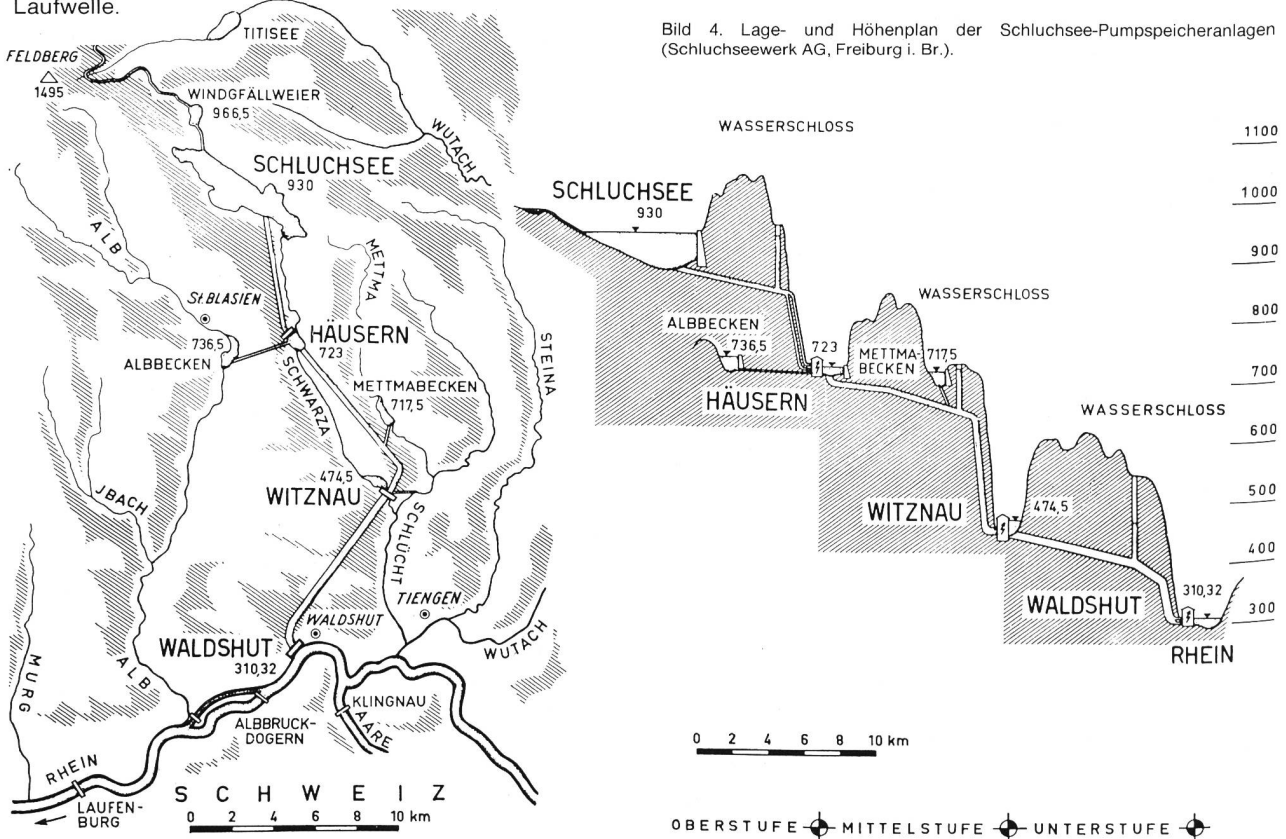 Laufwelle.
Bild 4. Lage- und Höhenplan der Schluchsee-Pumpspeicheranlagen
(Schluchseewerk AG, Freiburg i. Br.).
TITISEE
FELDBERG
1495
WINDGFÄLLWEIER
966,5
WUTACH
SCHLUCHSEE
930
ALB
METTMA
St.BLASIEN
HÄUSERN
723
736,5
ALBBECKEN
SCHWARZA
METTMABECKEN
717,5
STEINA
474,5
WITZNAU
JBACH
SCHLÜCHT
TIENGEN
WALDSHUT
WALDSHUT
310,32
WUTACH
MURG
ALB
ALBBRUCK-
DOGERN
KLINGNAU
AARE
RHEIN
LAUFEN-
BURG
SCHWEIZ
0 2 4 6 8 10 km
WASSERSCHLOSS
1100
SCHLUCHSEE
930
1000
900
WASSERSCHLOSS
800
ALBBECKEN
736,5
723
METTMA-
BECKEN
717,5
700
HÄUSERN
WASSERSCHLOSS
600
WITZNAU
474,5
500
400
WALDSHUT
310,32
300
RHEIN
0 2 4 6 8 10 km
OBERSTUFE MITTELSTUFE UNTERSTUFE